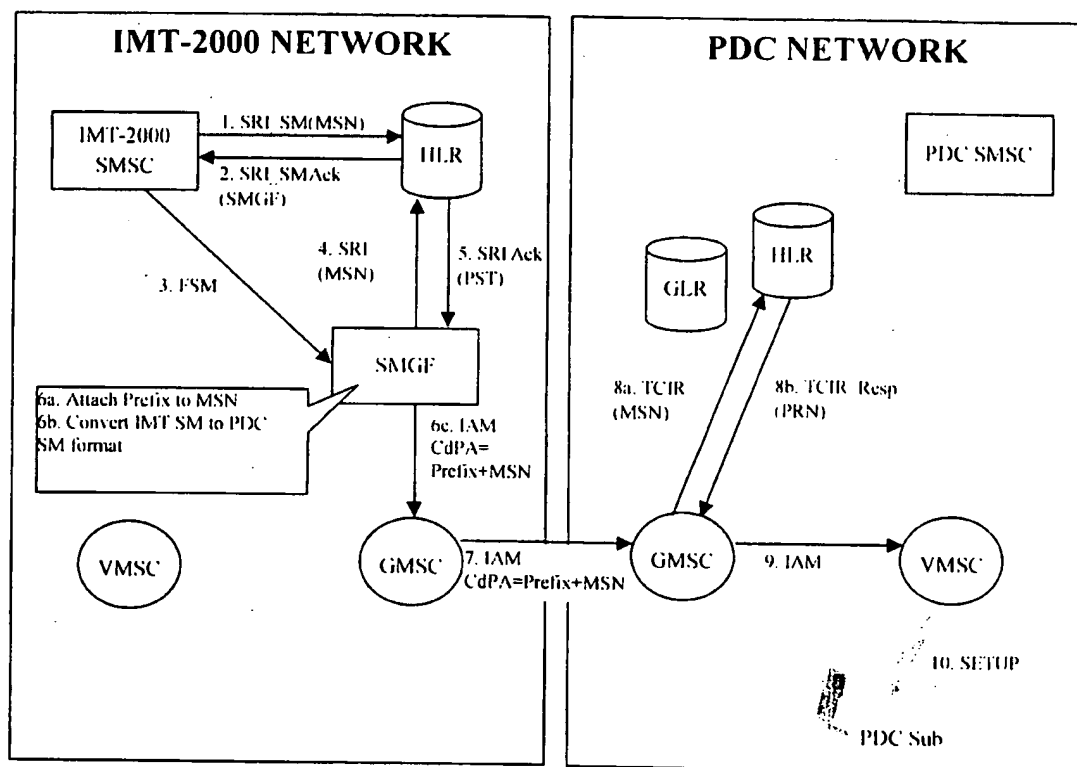 IMT-2000 NETWORK
IMT-2000
SMSC
1. SRI_SM(MSN)
2. SRI_SMAck
(SMGF)
HLR
3. FSM
4. SRI
(MSN)
5. SRI Ack
(PST)
SMGF
6a. Attach Prefix to MSN
6b. Convert IMT SM to PDC
SM format
6c. IAM
CdPA=
Prefix+MSN
VMSC
GMSC
7. IAM
CdPA=Prefix+MSN
PDC NETWORK
PDC SMSC
HLR
GLR
8a. TCIR
(MSN)
8b. TCIR_Resp
(PRN)
GMSC
9. IAM
VMSC
10. SETUP
PDC Sub